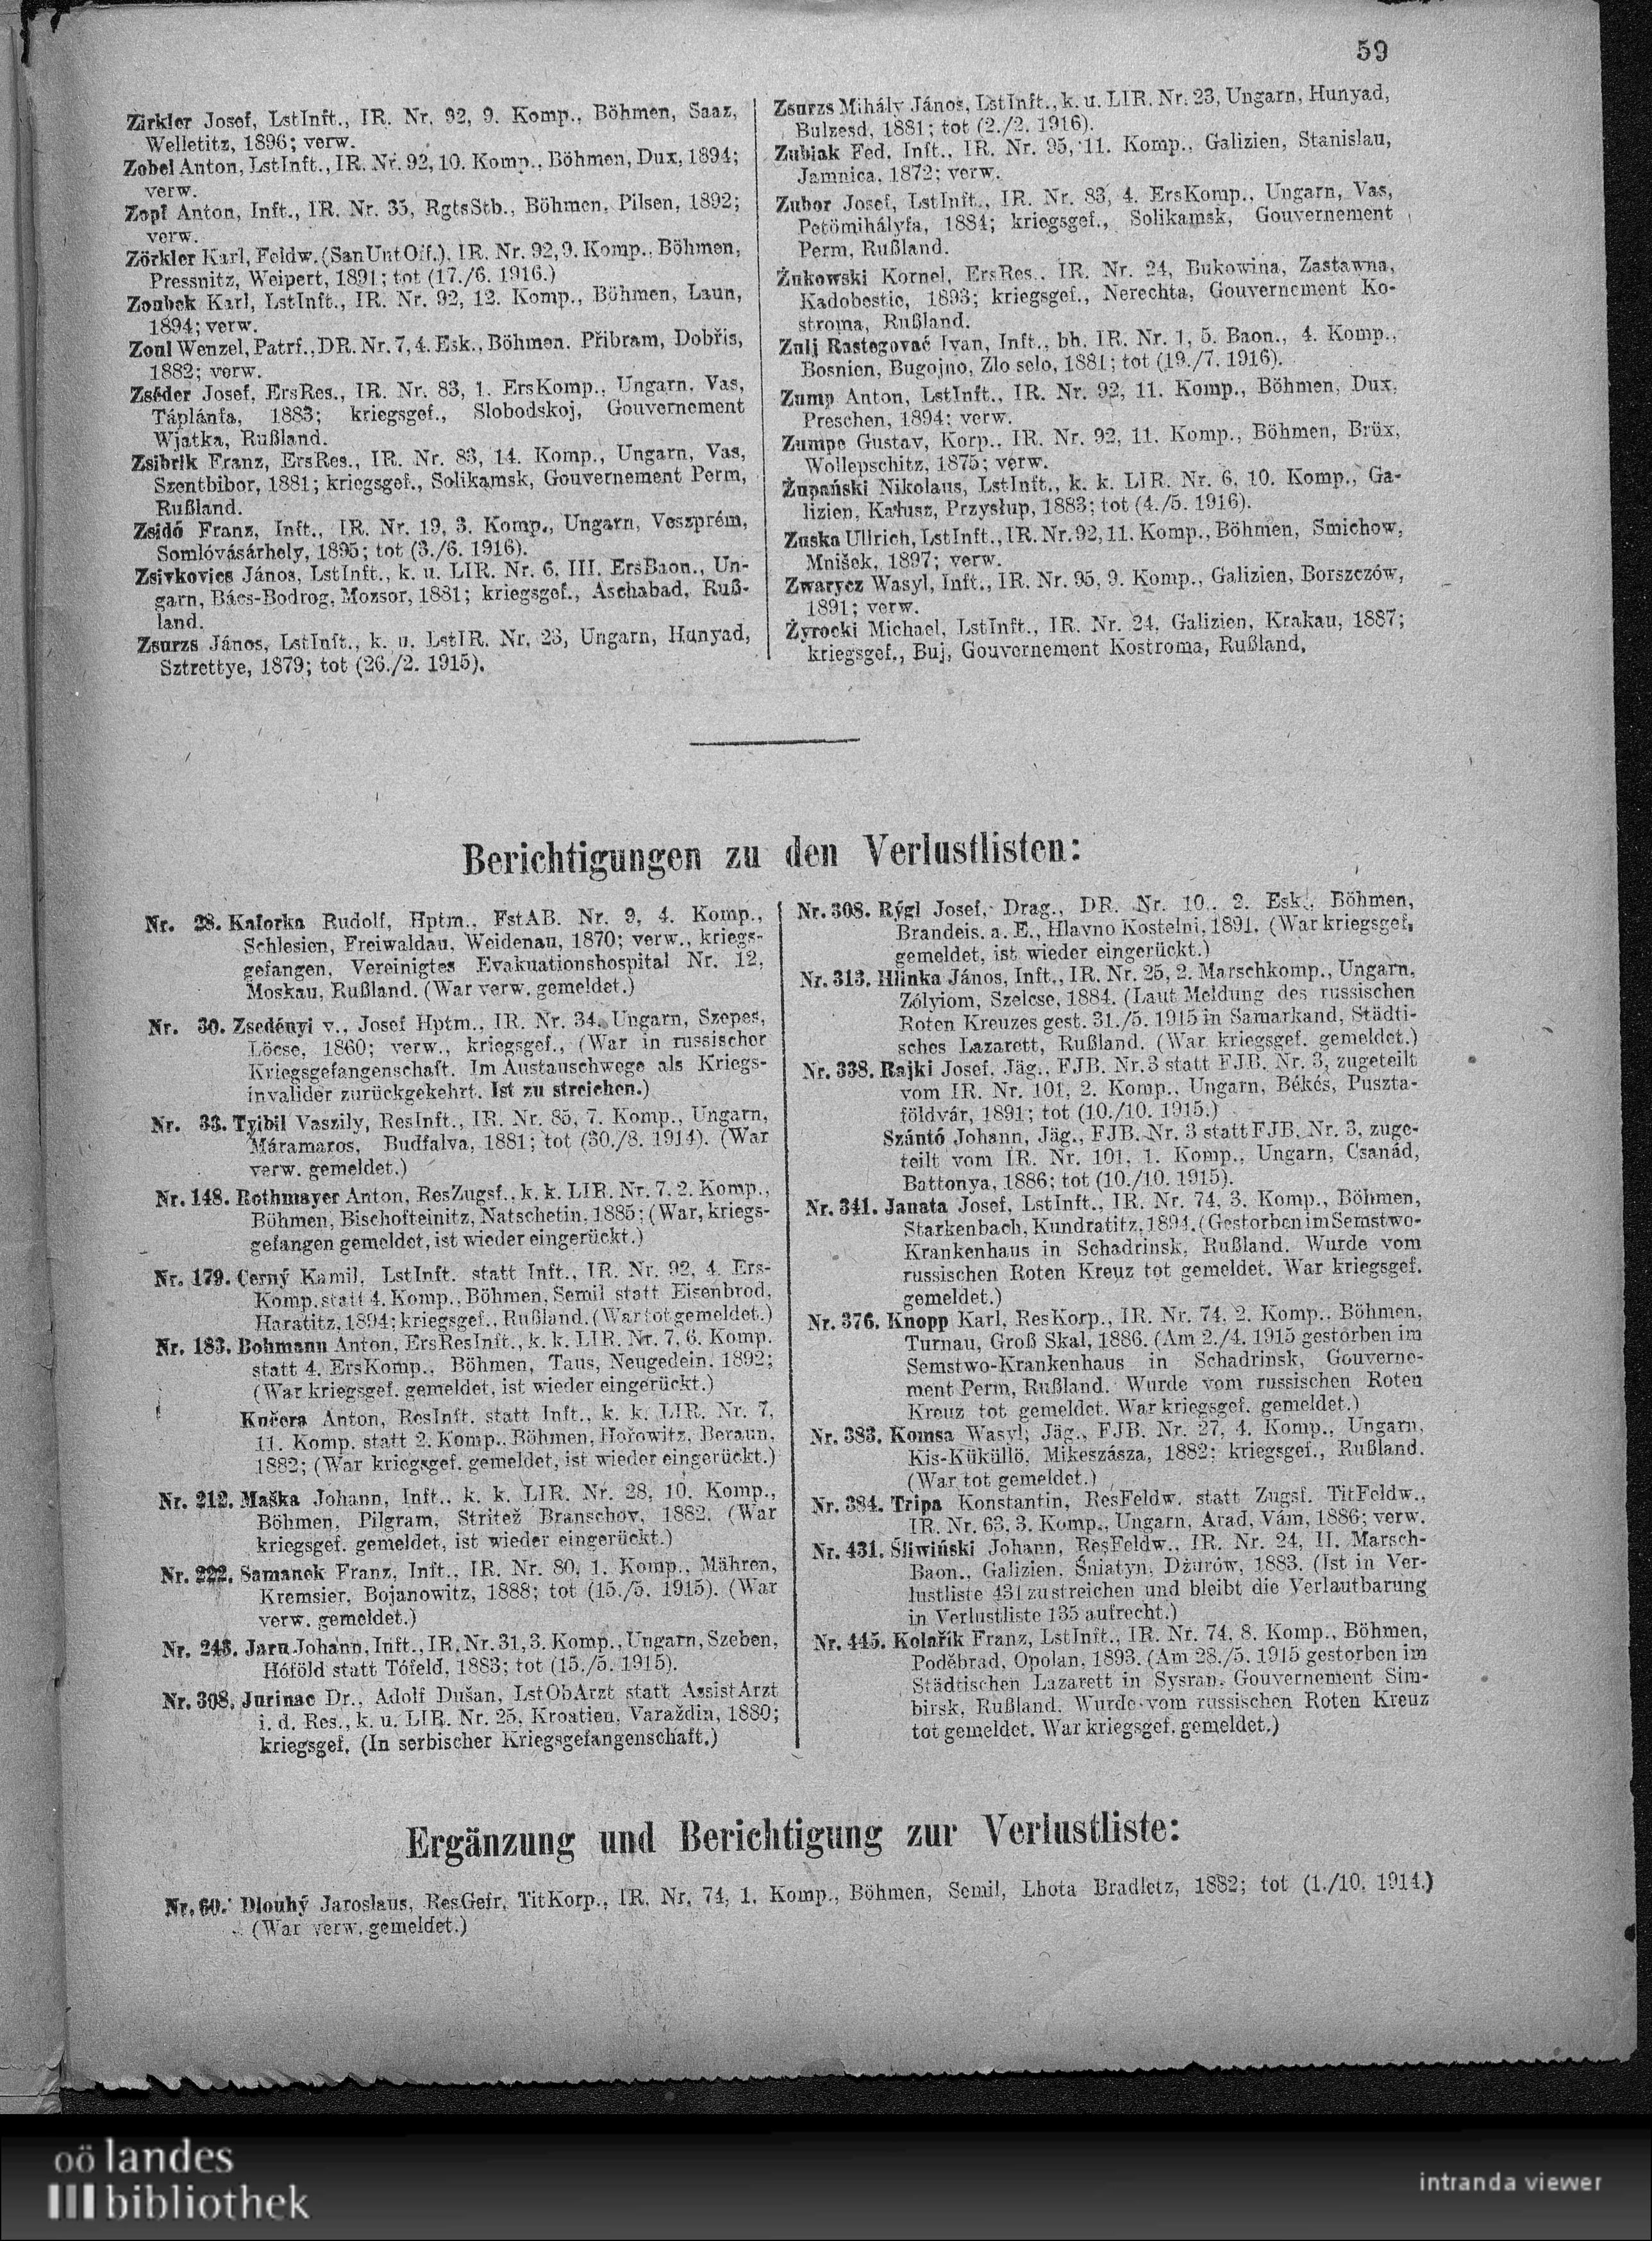 59
Zirkler Josef, LstInft., IR. Nr. 92, 9. Komp., Böhmen, Saaz,
Welletitz, 1896; verw.
Zobel Anton, LstInft., IR. Nr. 92, 10. Komp., Böhmen, Dux, 1894;
verw.
Zopf Anton, Inft., IR. Nr. 35, RgtsStb., Böhmen, Pilsen, 1892;
verw.
Zörkler Karl, Feldw. (SanUntOff.), IR. Nr. 92, 9. Komp., Böhmen,
Pressnitz, Weipert, 1891; tot (17./6. 1916.)
Zoubek Karl, LstInft., IR. Nr. 92, 12. Komp., Böhmen, Laun,
1894; verw.
Zoul Wenzel, Patrf., DR. Nr. 7, 4. Esk., Böhmen, Přibram, Dobřis,
1882; verw.
Zséder Josef, ErsRes., IR. Nr. 83, 1. ErsKomp., Ungarn, Vas,
Táplánfa, 1883; kriegsgef., Slobodskoj, Gouvernement
Wjatka, Rußland.
Zsibrik Franz, ErsRes., IR. Nr. 83, 14. Komp., Ungarn, Vas,
Szentbibor, 1881; kriegsgef., Solikamsk, Gouvernement Perm,
Rußland.
Zsidó Franz, Inft., IR. Nr. 19, 3. Komp., Ungarn, Veszprém,
Somlóvásárhely, 1895; tot (3./6. 1916).
Zsivkovics János, LstInft., k. u. LIR. Nr. 6, III. ErsBaon., Un-
garn, Bács-Bodrog, Mozsor, 1881; kriegsgef., Aschabad, Ruß-
land.
Zsurzs János, LstInft., k. u. LstIR. Nr. 23, Ungarn, Hunyad,
Sztrettye, 1879; tot (26./2. 1915).
Zsurzs Mihály János, LstInft., k. u. LIR. Nr. 23, Ungarn, Hunyad,
Bulzesd, 1881; tot (2./2. 1916).
Zubiak Fed, Inft., IR. Nr. 95, 11. Komp., Galizien, Stanislau,
Jamnica, 1872; verw.
Zubor Josef, LstInft., IR. Nr. 83, 4. ErsKomp., Ungarn, Vas,
Petömihályfa, 1884; kriegsgef., Solikamsk, Gouvernement
Perm, Rußland.
Żukowski Kornel, ErsRes., IR. Nr. 24, Bukowina, Zastawna,
Kadobestie, 1893; kriegsgef., Nerechta, Gouvernement Ko-
stroma, Rußland.
Zulj Rastegovać Ivan, Inft., bh. IR. Nr. 1, 5. Baon., 4. Komp.,
Bosnien, Bugojno, Zlo selo, 1881; tot (19./7. 1916).
Zump Anton, LstInft., IR. Nr. 92, 11. Komp., Böhmen, Dux,
Preschen, 1894; verw.
Zumpe Gustav, Korp., IR. Nr. 92, 11. Komp., Böhmen, Brüx,
Wollepschitz, 1875; verw.
Żupański Nikolaus, LstInft., k. k. LIR. Nr. 6, 10. Komp., Ga-
lizien, Kałusz, Przysłup, 1883; tot (4./5. 1916).
Zuska Ullrich, LstInft., IR. Nr. 92, 11. Komp., Böhmen, Smichow,
Mnišek, 1897; verw.
Zwarycz Wasyl, Inft., IR. Nr. 95, 9. Komp., Galizien, Borszczów,
1891; verw.
Żyrocki Michael, LstInft., IR. Nr. 24, Galizien, Krakau, 1887;
kriegsgef., Buj, Gouvernement Kostroma, Rußland.
Berichtigungen zu den Verlustlisten:
Nr. 28. Kaforka Rudolf, Hptm., FstAB. Nr. 9, 4. Komp.,
Schlesien, Freiwaldau, Weidenau, 1870; verw., kriegs-
gefangen, Vereinigtes Evakuationshospital Nr. 12,
Moskau, Rußland. (War verw. gemeldet.)
Nr. 30. Zsedényi v., Josef Hptm., IR. Nr. 34, Ungarn, Szepes,
Löcse, 1860; verw., kriegsgef., (War in russischer
Kriegsgefangenschaft. Im Austauschwege als Kriegs-
invalider zurückgekehrt. Ist zu streichen.)
Nr. 33. Tyibil Vaszily, ResInft., IR. Nr. 85, 7. Komp., Ungarn,
Máramaros, Budfalva, 1881; tot (30./8. 1914). (War
verw. gemeldet.)
Nr. 148. Rothmayer Anton, ResZugsf., k. k. LIR. Nr. 7, 2. Komp.,
Böhmen, Bischofteinitz, Natschetin, 1885; (War, kriegs-
gefangen gemeldet, ist wieder eingerückt.)
Nr. 179. Černý Kamil, LstInft. statt Inft., IR. Nr. 92, 4. Ers-
Komp. statt 4. Komp., Böhmen, Semil statt Eisenbrod,
Haratitz, 1894; kriegsgef., Rußland. (War tot gemeldet.)
Nr. 183. Bohmann Anton, ErsResInft., k. k. LIR. Nr. 7, 6. Komp.
statt 4. ErsKomp., Böhmen, Taus, Neugedein, 1892;
(War kriegsgef. gemeldet, ist wieder eingerückt.)
Kučera Anton, ResInft. statt Inft., k. k. LIR. Nr. 7,
11. Komp. statt 2. Komp., Böhmen, Hořowitz, Beraun,
1882; (War kriegsgef. gemeldet, ist wieder eingerückt.)
Nr. 212. Maška Johann, Inft., k. k. LIR. Nr. 28, 10. Komp.,
Böhmen, Pilgram, Stritež Branschov, 1882. (War
kriegsgef. gemeldet, ist wieder eingerückt.)
Nr. 222. Samanek Franz, Inft., IR. Nr. 80, 1. Komp., Mähren,
Kremsier, Bojanowitz, 1888; tot (15./5. 1915). (War
verw. gemeldet.)
Nr. 243. Jaru Johann, Inft., IR. Nr. 31, 3. Komp., Ungarn, Szeben,
Hóföld statt Tófeld, 1883; tot (15./5. 1915).
Nr. 308. Jurinac Dr., Adolf Dušan, LstObArzt statt AssistArzt
i. d. Res., k. u. LIR. Nr. 25, Kroatien, Varaždin, 1880;
kriegsgef. (In serbischer Kriegsgefangenschaft.)
Nr. 308. Rýgl Josef, Drag., DR. Nr. 10, 2. Esk., Böhmen,
Brandeis. a. E., Hlavno Kostelni, 1891. (War kriegsgef.
gemeldet, ist wieder eingerückt.)
Nr. 313. Hlinka János, Inft., IR. Nr. 25, 2. Marschkomp., Ungarn,
Zólyiom, Szelcse, 1884. (Laut Meldung des russischen
Roten Kreuzes gest. 31./5. 1915 in Samarkand, Städti-
sches Lazarett, Rußland. (War kriegsgef. gemeldet.)
Nr. 338. Rajki Josef, Jäg., FJB. Nr. 3 statt FJB. Nr. 3, zugeteilt
vom IR. Nr. 101, 2. Komp., Ungarn, Békés, Puszta-
földvár, 1891; tot (10./10. 1915.)
Szántó Johann, Jäg., FJB. Nr. 3 statt FJB. Nr. 3, zuge-
teilt vom IR. Nr. 101, 1. Komp., Ungarn, Csanád,
Battonya, 1886; tot (10./10. 1915).
Nr. 341. Janata Josef, LstInft., IR. Nr. 74, 3. Komp., Böhmen,
Starkenbach, Kundratitz, 1894. (Gestorben im Semstwo-
Krankenhaus in Schadrinsk, Rußland. Wurde vom
russischen Roten Kreuz tot gemeldet. War kriegsgef.
gemeldet.)
Nr. 376. Knopp Karl, ResKorp., IR. Nr. 74, 2. Komp., Böhmen,
Turnau, Groß Skal, 1886. (Am 2./4. 1915 gestorben im
Semstwo-Krankenhaus in Schadrinsk, Gouverne-
ment Perm, Rußland. Wurde vom russischen Roten
Kreuz tot gemeldet. War kriegsgef. gemeldet.)
Nr. 383. Komsa Wasyl; Jäg., FJB. Nr. 27, 4. Komp., Ungarn,
Kis-Küküllö, Mikeszásza, 1882; kriegsgef., Rußland.
(War tot gemeldet.)
Nr. 384. Tripa Konstantin, ResFeldw. statt Zugsf. TitFeldw.,
IR. Nr. 63, 3. Komp., Ungarn, Arad, Vám, 1886; verw.
Nr. 431. Śliwiński Johann, ResFeldw., IR. Nr. 24, II. Marsch-
Baon., Galizien, Śniatyn, Dżurów, 1883. (Ist in Ver-
lustliste 431 zu streichen und bleibt die Verlautbarung
in Verlustliste 135 aufrecht.)
Nr. 445. Kolařík Franz, LstInft., IR. Nr. 74, 8. Komp., Böhmen,
Poděbrad, Opolan, 1893. (Am 28./5. 1915 gestorben im
Städtischen Lazarett in Sysran, Gouvernement Sim-
birsk, Rußland. Wurde vom russischen Roten Kreuz
tot gemeldet. War kriegsgef. gemeldet.)
Ergänzung und Berichtigung zur Verlustliste:
Nr. 60. Dlouhý Jaroslaus, ResGefr. TitKorp., IR. Nr. 74, 1. Komp., Böhmen, Semil, Lhota Bradletz, 1882; tot (1./10. 1914.)
(War verw. gemeldet.)
oö landes
bibliothek
intranda viewer